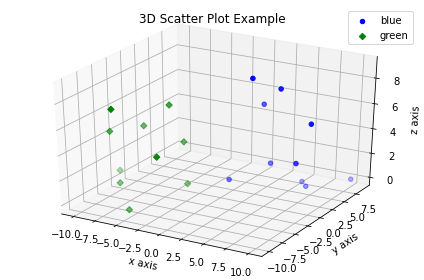 3D Scatter Plot Example
blue
green
8
6
4
2
0
z axis
−10.0 −7.5 −5.0 −2.5 0.0 2.5 5.0 7.5 10.0
x axis
−10.0 −7.5 −5.0 −2.5 0.0 2.5 5.0 7.5
y axis